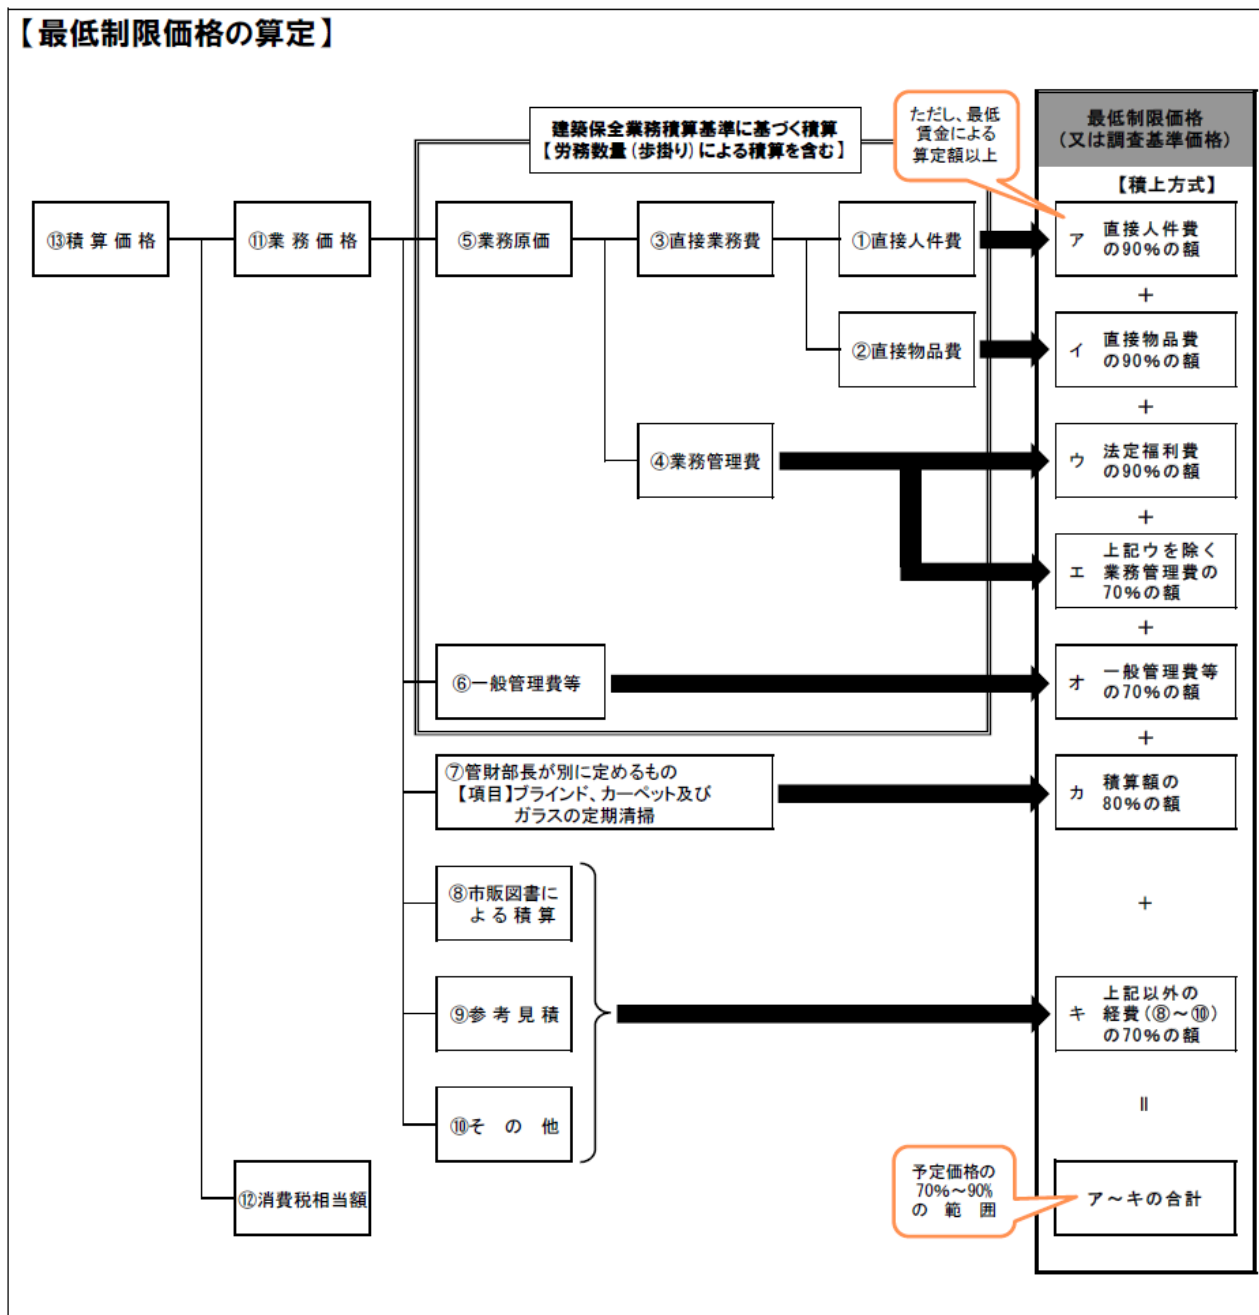 【最低制限価格の算定】
建築保全業務積算基準に基づく積算
【労務数量(歩掛り)による積算を含む】
ただし、最低
賃金による
算定額以上
最低制限価格
(又は調査基準価格)
【積上方式】
⑬積算価格
⑪業務価格
⑤業務原価
③直接業務費
①直接人件費
ア 直接人件費
の90%の額
+
②直接物品費
イ 直接物品費
の90%の額
+
④業務管理費
ウ 法定福利費
の90%の額
+
エ 上記ウを除く
業務管理費の
70%の額
+
⑥一般管理費等
オ 一般管理費等
の70%の額
+
⑦管財部長が別に定めるもの
【項目】ブラインド、カーペット及び
ガラスの定期清掃
カ 積算額の
80%の額
⑧市販図書に
よる積算
+
⑨参考見積
キ 上記以外の
経費(⑧～⑩)
の70%の額
⑩その他
=
⑫消費税相当額
予定価格の
70%～90%
の範囲
ア～キの合計